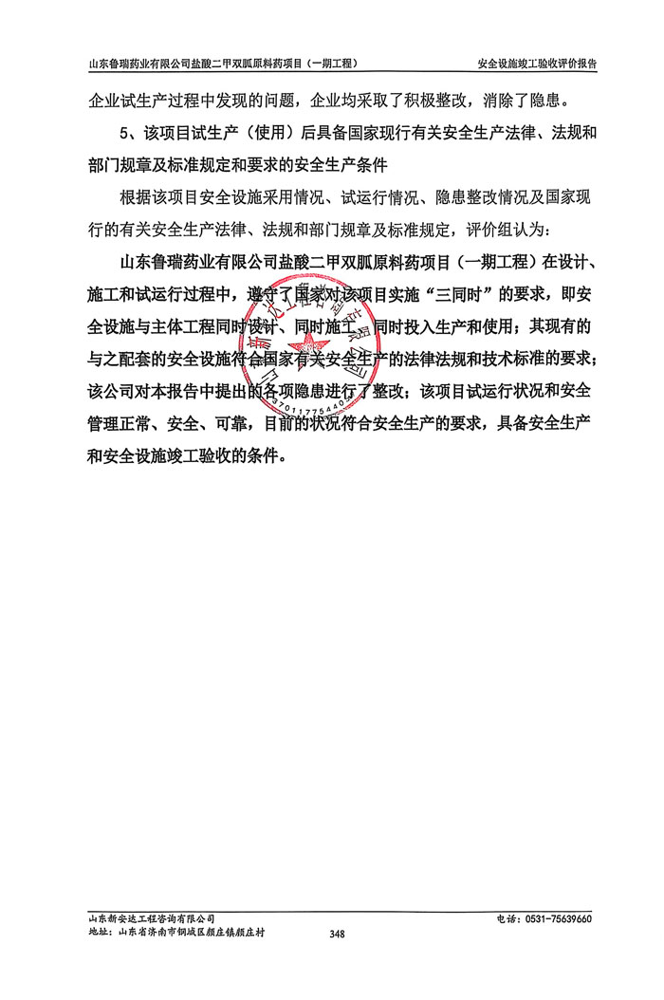 山东鲁瑞药业有限公司盐酸二甲双胍原料药项目（一期工程） 安全设施竣工验收评价报告
企业试生产过程中发现的问题，企业均采取了积极整改，消除了隐患。
5、该项目试生产（使用）后具备国家现行有关安全生产法律、法规和
部门规章及标准规定和要求的安全生产条件
根据该项目安全设施采用情况、试运行情况、隐患整改情况及国家现
行的有关安全生产法律、法规和部门规章及标准规定，评价组认为：
山东鲁瑞药业有限公司盐酸二甲双胍原料药项目（一期工程）在设计、
施工和试运行过程中，遵守了国家对该项目实施“三同时”的要求，即安
全设施与主体工程同时设计、同时施工、同时投入生产和使用；其现有的
与之配套的安全设施符合国家有关安全生产的法律法规和技术标准的要求；
该公司对本报告中提出的各项隐患进行了整改；该项目试运行状况和安全
管理正常、安全、可靠，目前的状况符合安全生产的要求，具备安全生产
和安全设施竣工验收的条件。
山东新安达工程咨询有限公司
3701177544059
山东新安达工程咨询有限公司 电话：0531-75639660
地址：山东省济南市钢城区颜庄镇颜庄村 348